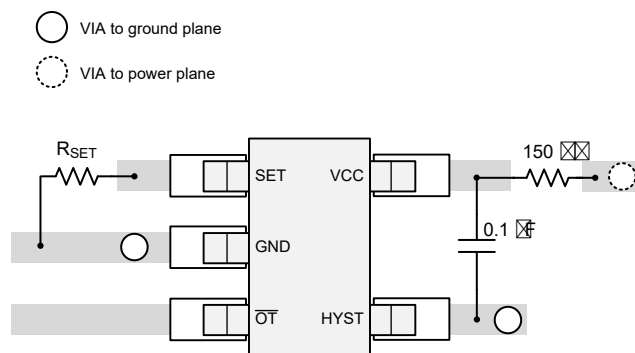 VIA to ground plane
VIA to power plane
RSET
150
SET
VCC
GND
0.1
OT
HYST